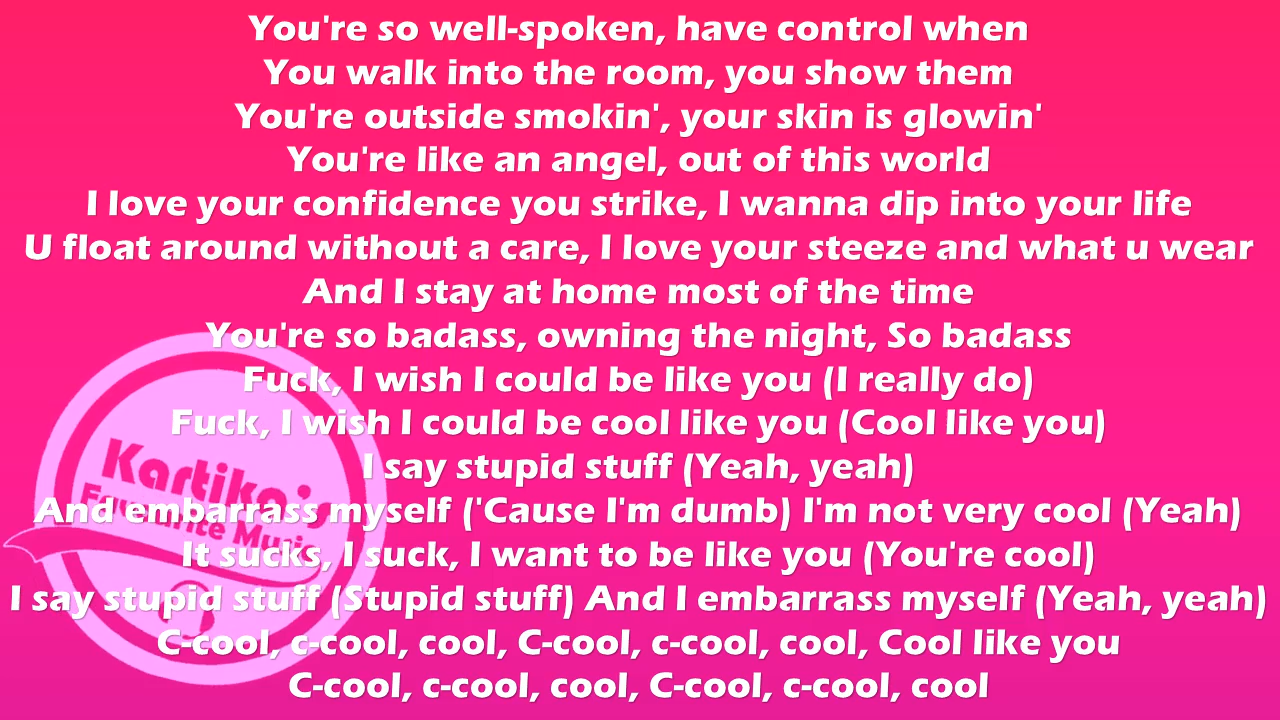 You're so well-spoken, have control when
You walk into the room, you show them
You're outside smokin', your skin is glowin'
You're like an angel, out of this world
I love your confidence you strike, I wanna dip into your life
U float around without a care, I love your steeze and what u wear
And I stay at home most of the time
You're so badass, owning the night, So badass
Fuck, I wish I could be like you (I really do)
Fuck, I wish I could be cool like you (Cool like you)
I say stupid stuff (Yeah, yeah)
And embarrass myself ('Cause I'm dumb) I'm not very cool (Yeah)
It sucks, I suck, I want to be like you (You're cool)
I say stupid stuff (Stupid stuff) And I embarrass myself (Yeah, yeah)
C-cool, c-cool, cool, C-cool, c-cool, cool, Cool like you
C-cool, c-cool, cool, C-cool, c-cool, cool
Kartika's
Favourite Music